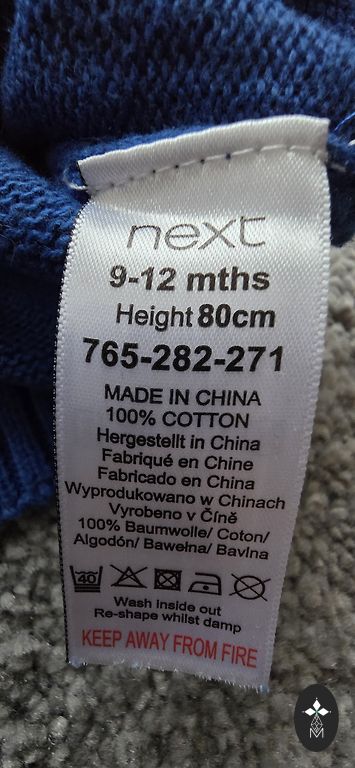 next
9-12 mths
Height 80cm
765-282-271
MADE IN CHINA
100% COTTON
Hergestellt in China
Fabriqué en Chine
Fabricado en China
Wyprodukowano w Chinach
Vyrobeno v Číně
100% Baumwolle/ Coton/
Algodón/ Bawełna/ Bavlna
40
Wash inside out
Re-shape whilst damp
KEEP AWAY FROM FIRE
M